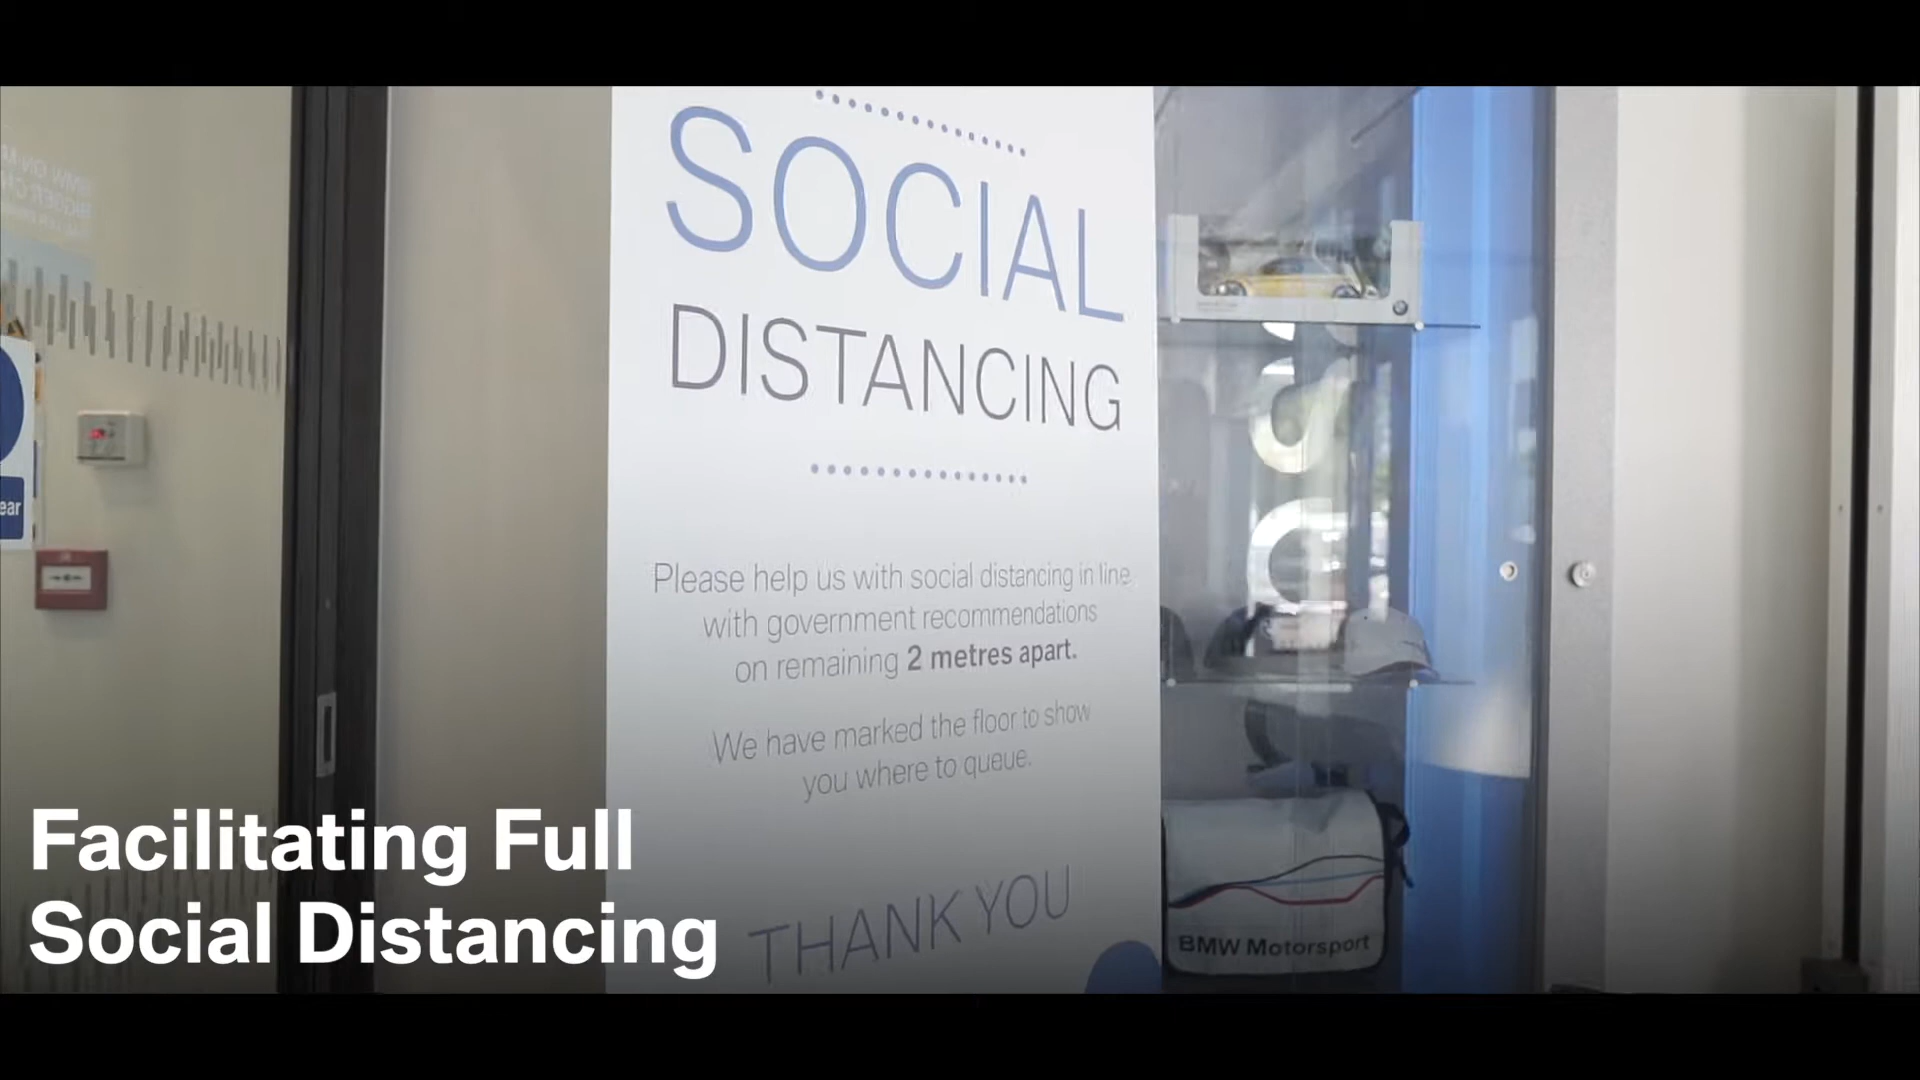 SOCIAL
DISTANCING
Please help us with social distancing in line
with government recommendations
on remaining 2 metres apart.
We have marked the floor to show
you where to queue.
THANK YOU
ear
BMW Motorsport
Facilitating Full
Social Distancing